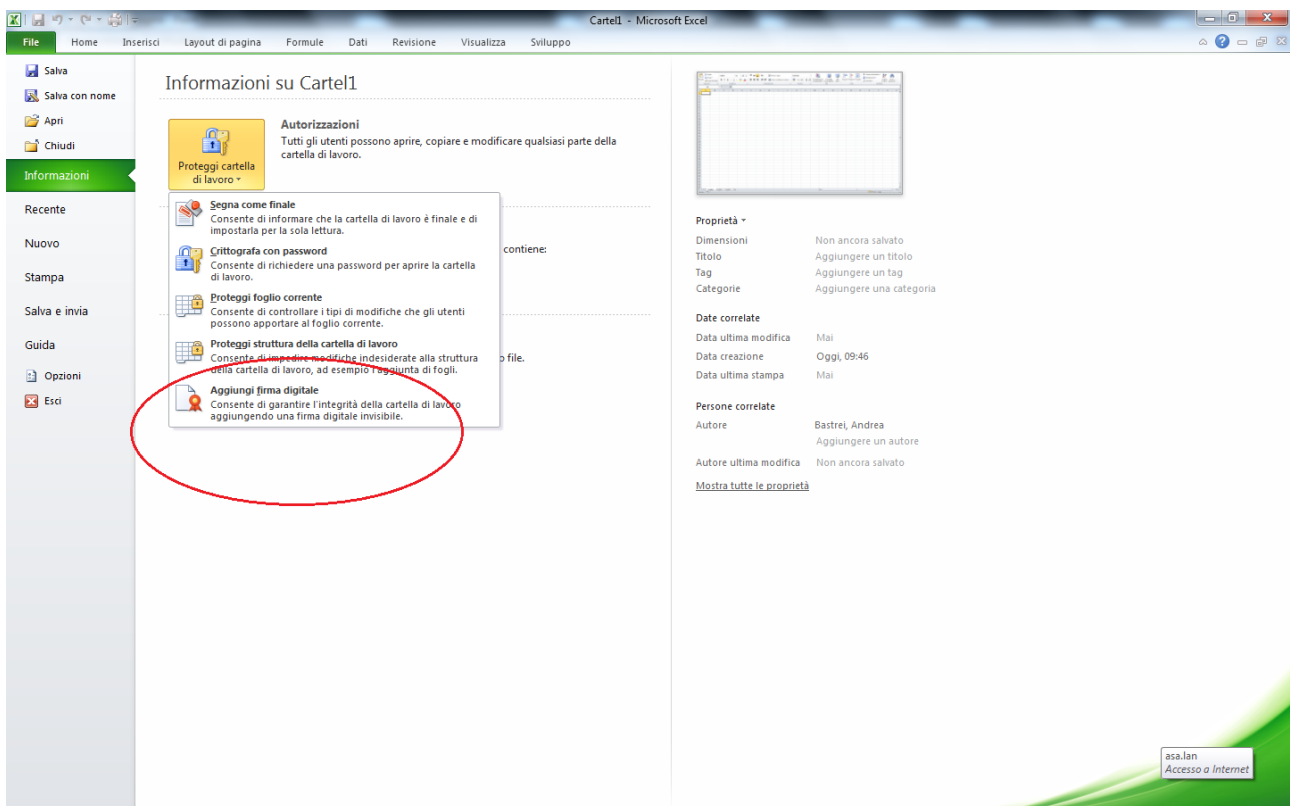 Cartel1 - Microsoft Excel
File Home Inserisci Layout di pagina Formule Dati Revisione Visualizza Sviluppo
Salva
Salva con nome
Apri
Chiudi
Informazioni
Recente
Nuovo
Stampa
Salva e invia
Guida
Opzioni
Esci
Informazioni su Cartel1
Proteggi cartella
di lavoro
Autorizzazioni
Tutti gli utenti possono aprire, copiare e modificare qualsiasi parte della
cartella di lavoro.
Segna come finale
Consente di informare che la cartella di lavoro è finale e di
impostarla per la sola lettura.
Crittografa con password
Consente di richiedere una password per aprire la cartella
di lavoro.
Proteggi foglio corrente
Consente di controllare i tipi di modifiche che gli utenti
possono apportare al foglio corrente.
Proteggi struttura della cartella di lavoro
Consente di impedire modifiche indesiderate alla struttura
della cartella di lavoro, ad esempio l'aggiunta di fogli.
Aggiungi firma digitale
Consente di garantire l'integrità della cartella di lavoro
aggiungendo una firma digitale invisibile.
contiene:
file.
Proprietà
Dimensioni Non ancora salvato
Titolo Aggiungere un titolo
Tag Aggiungere un tag
Categorie Aggiungere una categoria
Date correlate
Data ultima modifica Mai
Data creazione Oggi, 09:46
Data ultima stampa Mai
Persone correlate
Autore Bastrei, Andrea
Aggiungere un autore
Autore ultima modifica Non ancora salvato
Mostra tutte le proprietà
asa.lan
Accesso a Internet